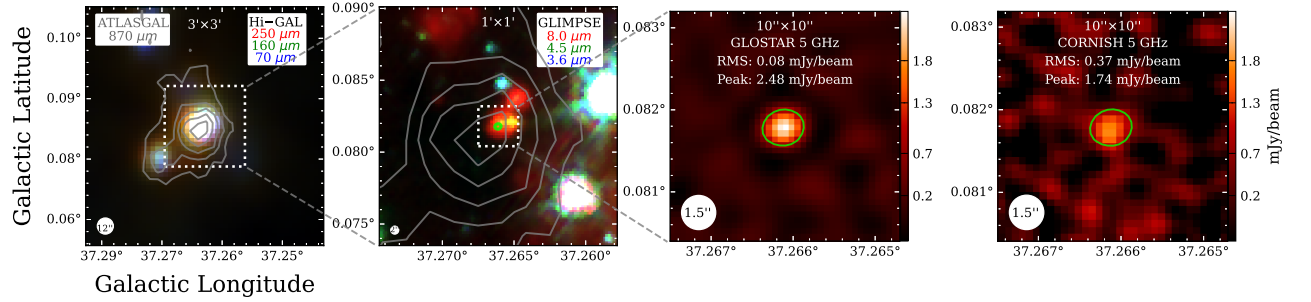 Galactic Latitude
Galactic Longitude
ATLASGAL
870 μm
3'×3'
Hi−GAL
250 μm
160 μm
70 μm
0.10°
0.09°
0.08°
0.06°
12''
37.29°
37.27°
37.26°
37.25°
1'×1'
GLIMPSE
8.0 μm
4.5 μm
3.6 μm
0.090°
0.085°
0.080°
0.075°
37.270°
37.265°
37.260°
10''×10''
GLOSTAR 5 GHz
RMS: 0.08 mJy/beam
Peak: 2.48 mJy/beam
0.083°
0.082°
0.081°
1.5''
37.267°
37.266°
37.265°
1.8
1.3
0.7
0.2
10''×10''
CORNISH 5 GHz
RMS: 0.37 mJy/beam
Peak: 1.74 mJy/beam
0.083°
0.082°
0.081°
1.5''
37.267°
37.266°
37.265°
1.8
1.3
0.7
0.2
mJy/beam